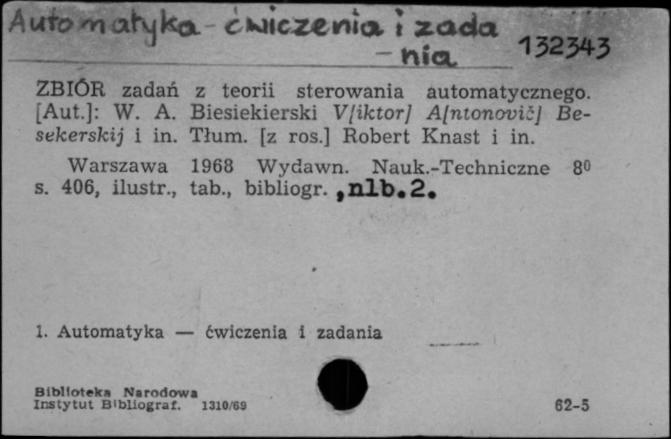 Automatyka - ćwiczenia i zada
- nia 132343
ZBIÓR zadań z teorii sterowania automatycznego.
[Aut.]: W. A. Biesiekierski V[iktor] A[ntonovič] Be-
sekerskij i in. Tłum. [z ros.] Robert Knast i in.
Warszawa 1968 Wydawn. Nauk.-Techniczne 8⁰
s. 406, ilustr., tab., bibliogr. , nlb. 2.
1. Automatyka — ćwiczenia i zadania
Biblioteka Narodowa
Instytut Bibliograf. 1310/69 62-5